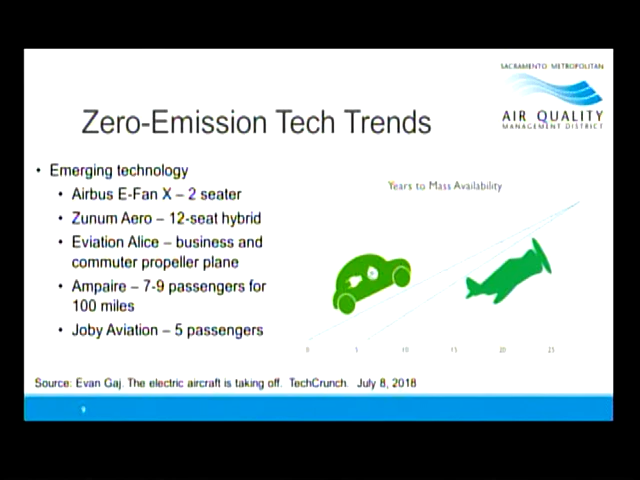 SACRAMENTO METROPOLITAN
AIR QUALITY
MANAGEMENT DISTRICT
Zero-Emission Tech Trends
• Emerging technology
• Airbus E-Fan X – 2 seater
• Zunum Aero – 12-seat hybrid
• Eviation Alice – business and
commuter propeller plane
• Ampaire – 7-9 passengers for
100 miles
• Joby Aviation – 5 passengers
Years to Mass Availability
0 5 10 15 20 25
Source: Evan Gaj. The electric aircraft is taking off. TechCrunch. July 8, 2018
9